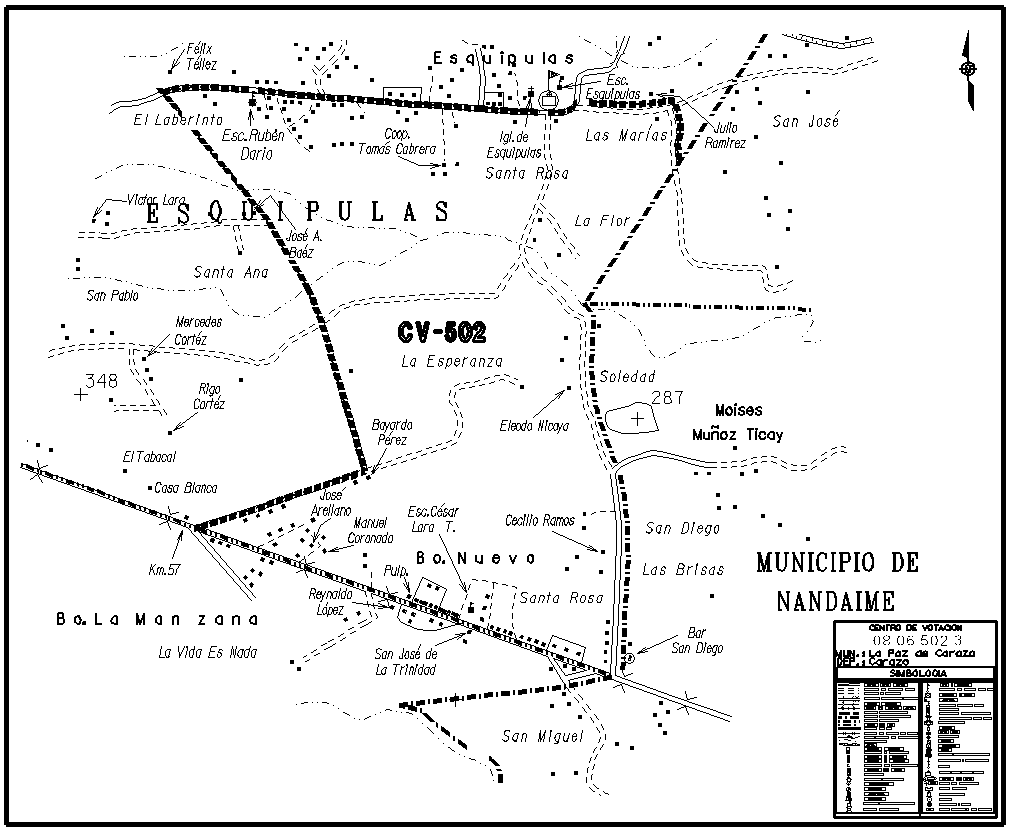 Félix
Téllez
Esquipulas
Esc.
Esquipulas
El Laberinto
Esc. Rubén
Darío
Coop.
Tomás Cabrera
Igl. de
Esquipulas
Las Marías
Julio
Ramírez
San José
Santa Rosa
Víctor Lara
ESQUIPULAS
La Flor
José A.
Baéz
Santa Ana
San Pablo
Mercedes
Cortéz
CV-502
La Esperanza
348
Rigo
Cortéz
Soledad
287
Moises
Muñoz Ticay
Bayardo
Pérez
Eleoda Nicoya
El Tabacal
Casa Blanca
José
Arellano
Manuel
Coronado
Esc. César
Lara T.
Cecilio Ramos
San Diego
Km. 57
Bo. Nuevo
Pulp.
Las Brisas
MUNICIPIO DE
NANDAIME
Reynaldo
López
Santa Rosa
Bo. La Manzana
La Vida Es Nada
San José de
La Trinidad
Bar
San Diego
San Miguel
CENTRO DE VOTACION
08.06.502.3
MUN.: La Paz de Carazo
DEP.: Carazo
SIMBOLOGIA